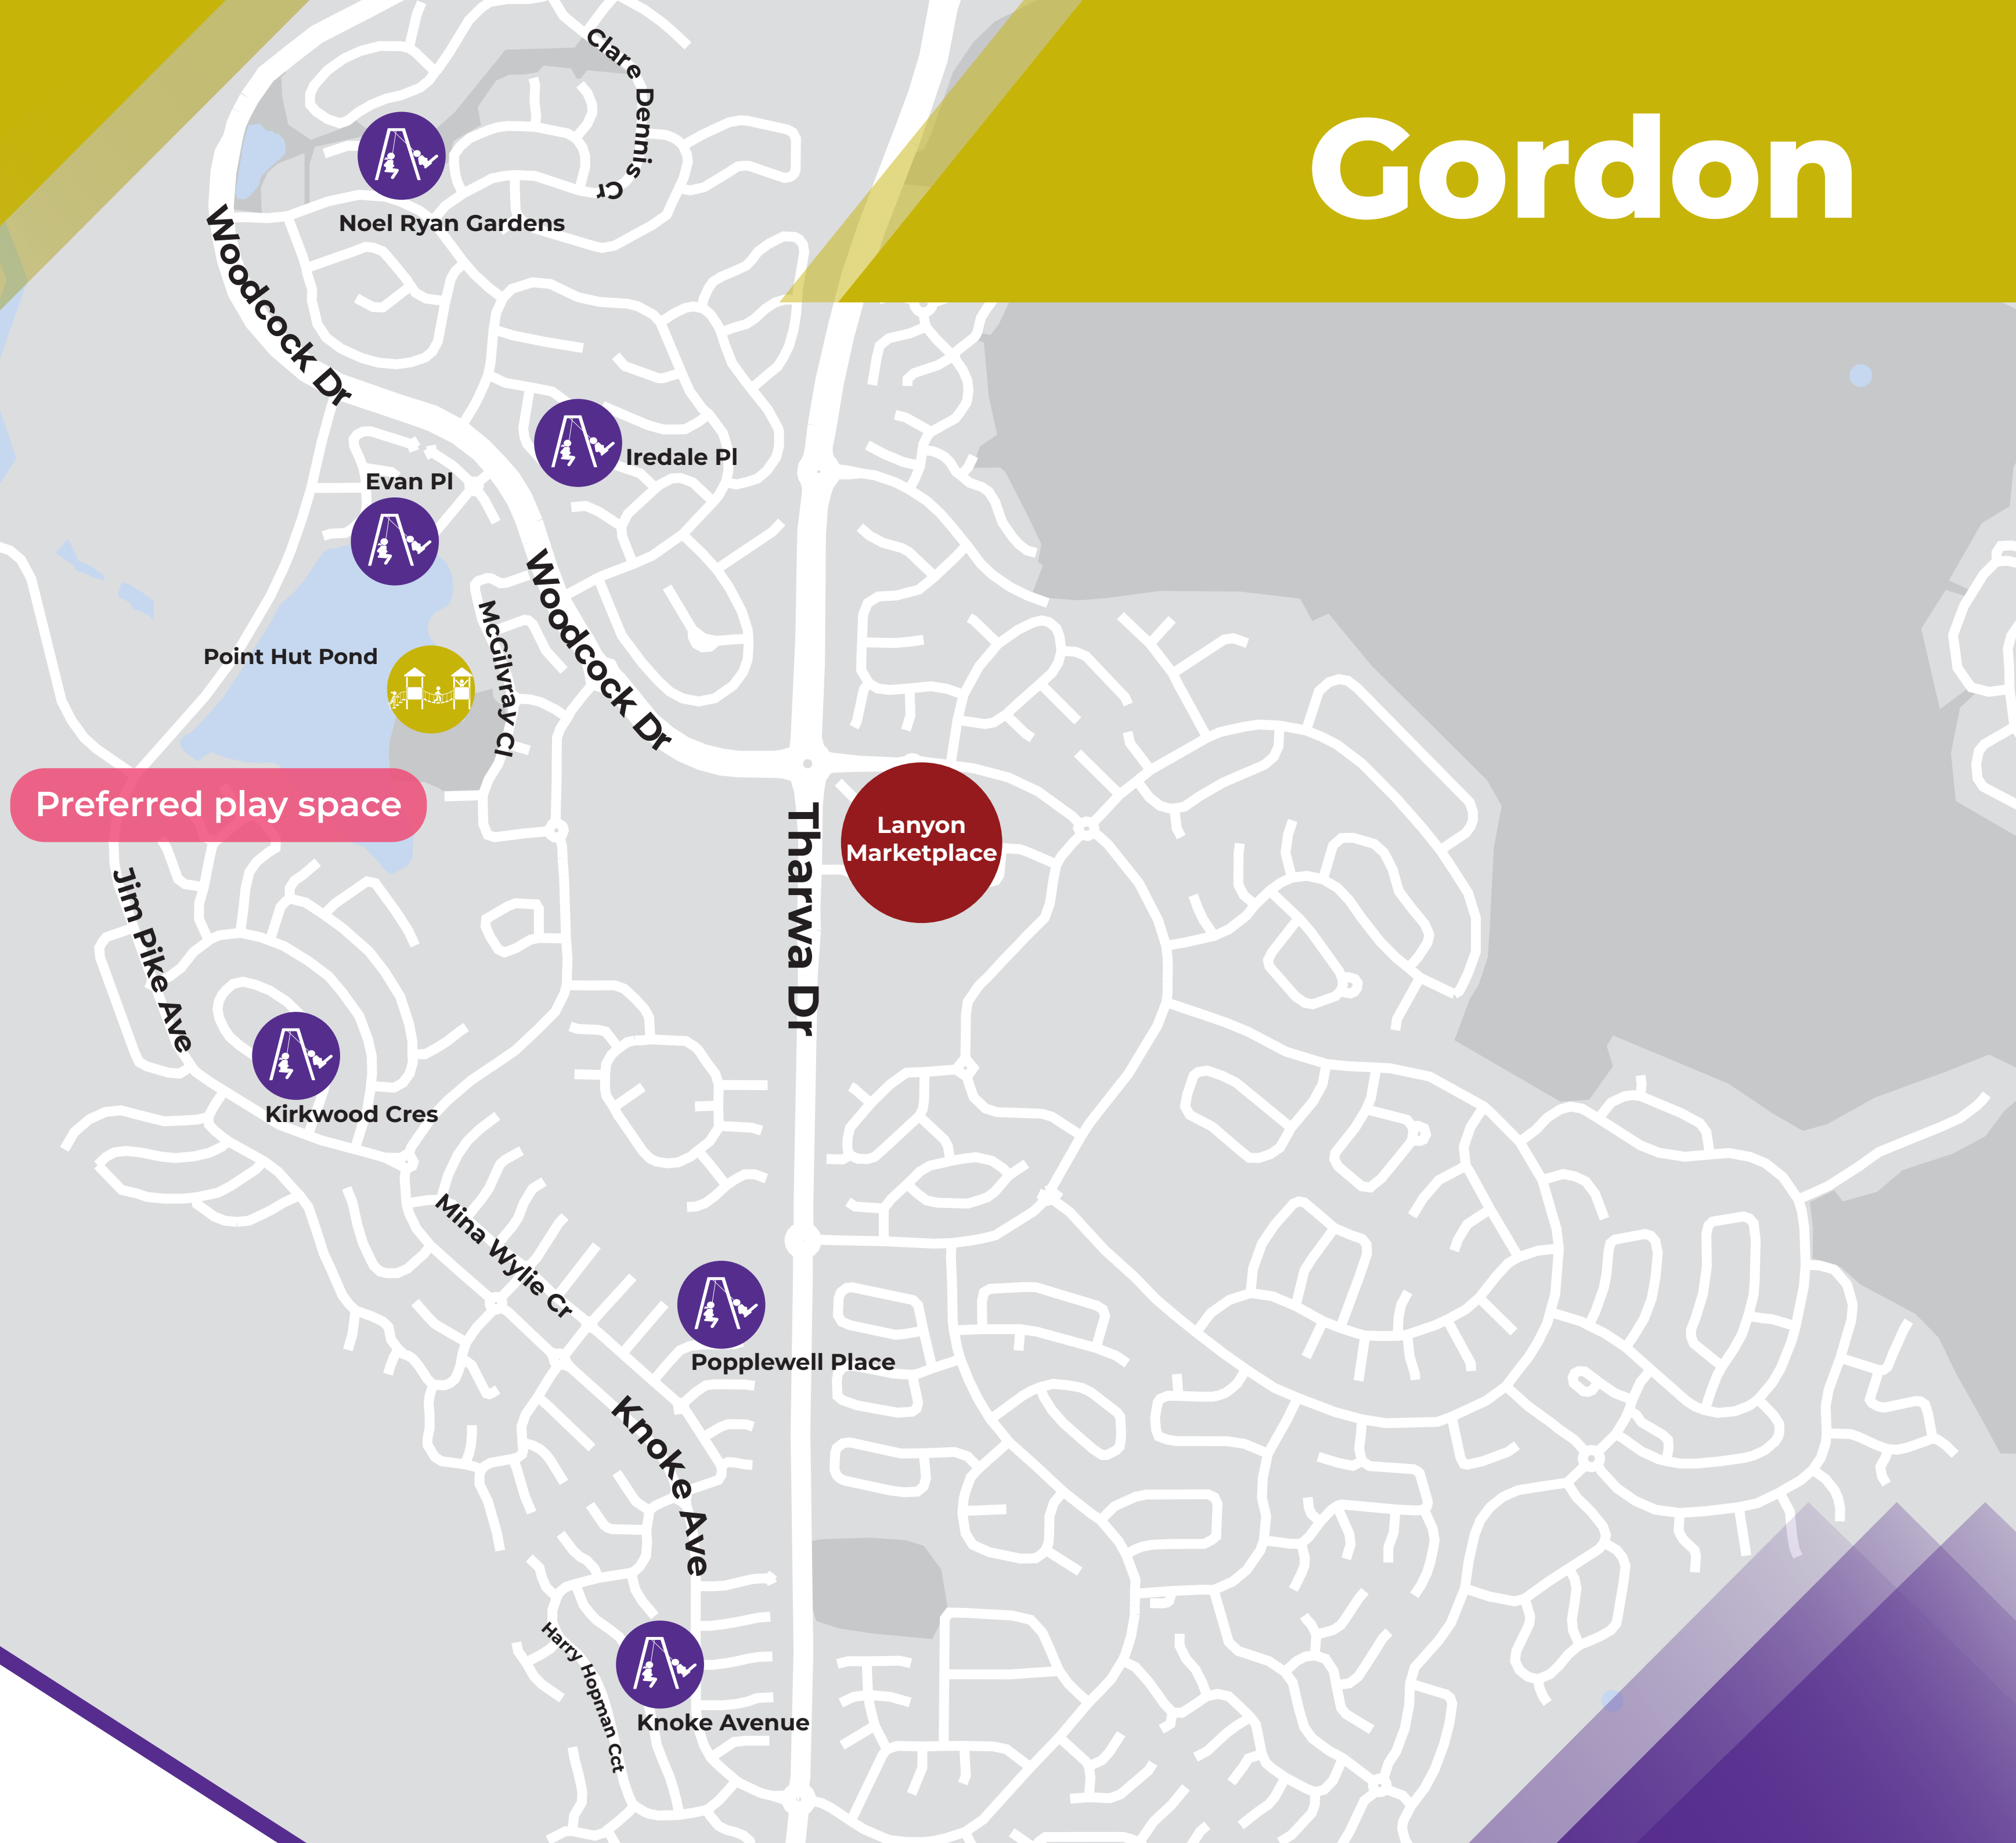 Gordon
Clare Dennis Ct
Noel Ryan Gardens
Woodcock Dr
Iredale Pl
Evan Pl
Woodcock Dr
McGilvray Cl
Point Hut Pond
Preferred play space
Lanyon
Marketplace
Tharwa Dr
Jim Pike Ave
Kirkwood Cres
Mina Wylie Cr
Popplewell Place
Knoke Ave
Harry Hopman Cct
Knoke Avenue